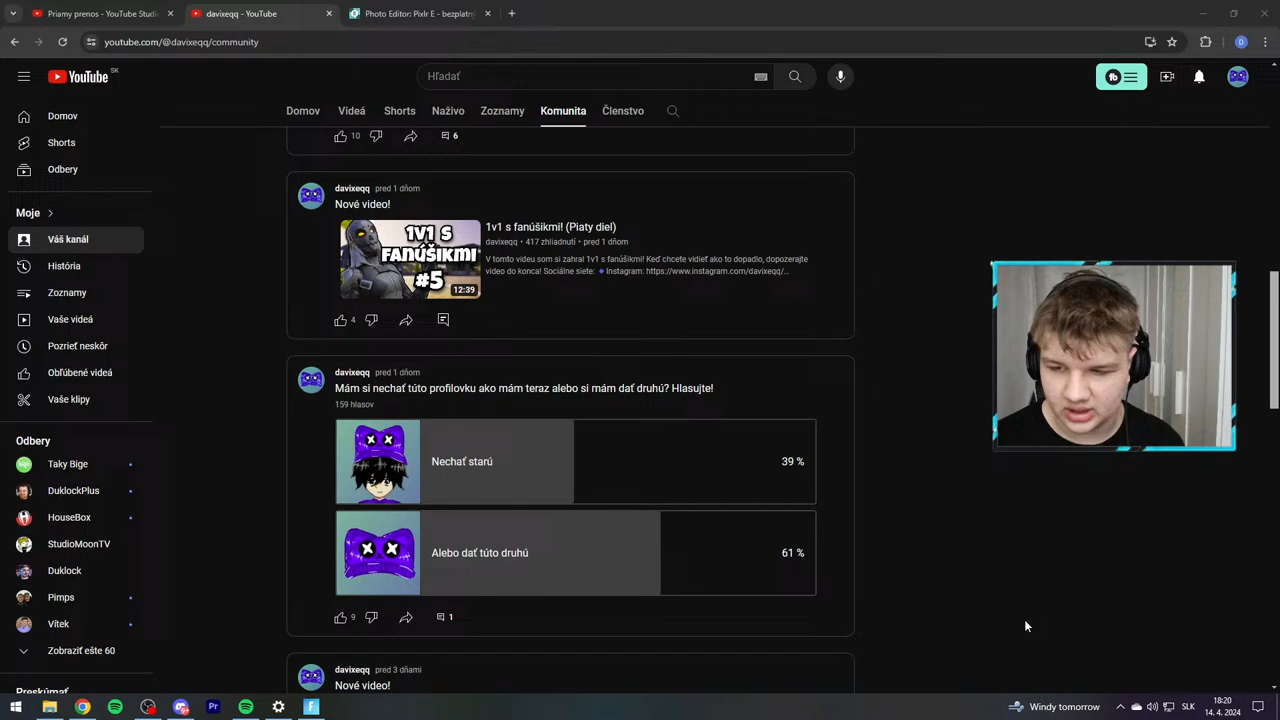 Priamy prenos - YouTube Studi
davixeqq - YouTube
Photo Editor: Pixlr E - bezplatný
youtube.com/@davixeqq/community
YouTube SK
Hľadať
Domov
Videá
Shorts
Naživo
Zoznamy
Komunita
Členstvo
Domov
Shorts
Odbery
Moje
Váš kanál
História
Zoznamy
Vaše videá
Pozrieť neskôr
Obľúbené videá
Vaše klipy
Odbery
Taky Bige
DuklockPlus
HouseBox
StudioMoonTV
Duklock
Pimps
Vítek
Zobraziť ešte 60
Preskúmať
10
6
davixeqq pred 1 dňom
Nové video!
1V1 S
FANÚŠIKMI
#5
12:39
1v1 s fanúšikmi! (Piaty diel)
davixeqq • 417 zhliadnutí • pred 1 dňom
V tomto videu som si zahral 1v1 s fanúšikmi! Keď chcete vidieť ako to dopadlo, dopozerajte
video do konca! Sociálne siete: 🔹Instagram: https://www.instagram.com/davixeqq/...
4
davixeqq pred 1 dňom
Mám si nechať túto profilovku ako mám teraz alebo si mám dať druhú? Hlasujte!
159 hlasov
Nechať starú
39 %
Alebo dať túto druhú
61 %
9
1
davixeqq pred 3 dňami
Nové video!
Pr
Windy tomorrow
SLK
18:20
14. 4. 2024